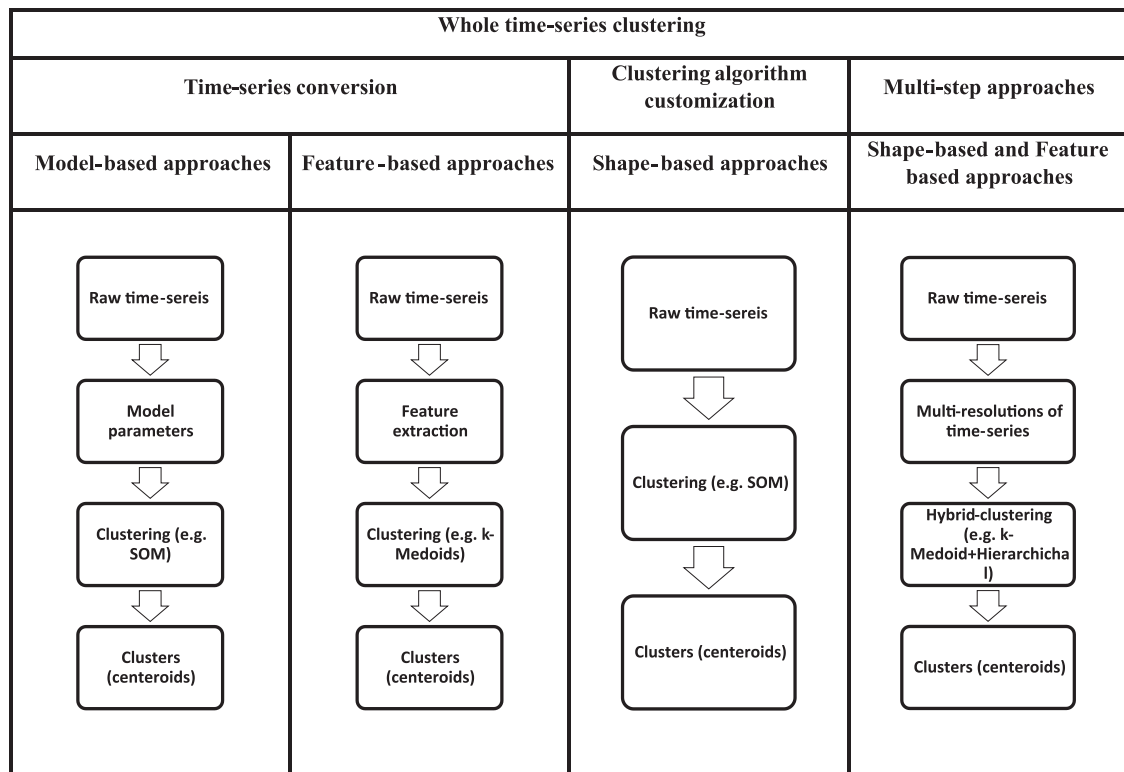 Whole time-series clustering
Time-series conversion
Clustering algorithm
customization
Multi-step approaches
Model-based approaches
Feature-based approaches
Shape-based approaches
Shape-based and Feature
based approaches
Raw time-sereis
Model
parameters
Clustering (e.g.
SOM)
Clusters
(centeroids)
Raw time-sereis
Feature
extraction
Clustering (e.g. k-
Medoids)
Clusters
(centeroids)
Raw time-sereis
Clustering (e.g. SOM)
Clusters (centeroids)
Raw time-sereis
Multi-resolutions of
time-series
Hybrid-clustering
(e.g. k-
Medoid+Hierarchicha
l)
Clusters (centeroids)